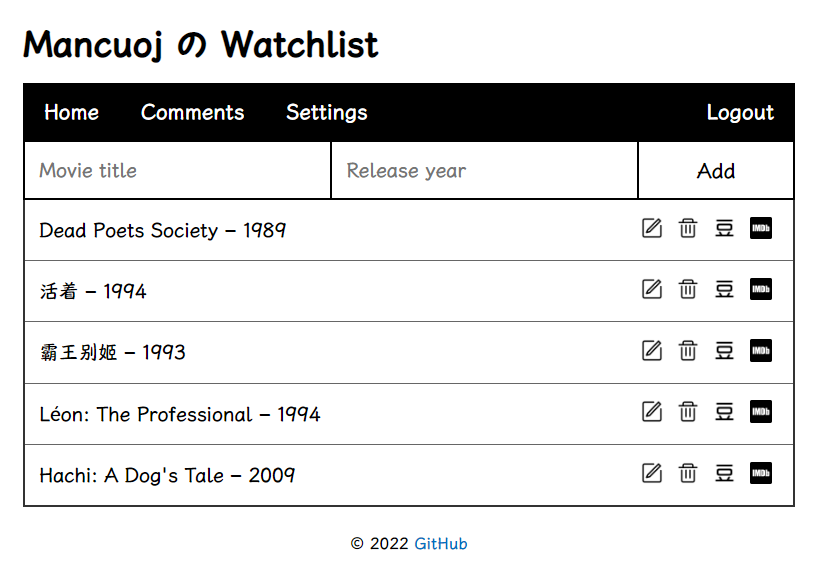 Mancuoj の Watchlist
Home Comments Settings Logout
Movie title Release year Add
Dead Poets Society – 1989 豆 IMDb
活着 – 1994 豆 IMDb
霸王别姬 – 1993 豆 IMDb
Léon: The Professional – 1994 豆 IMDb
Hachi: A Dog's Tale – 2009 豆 IMDb
© 2022 GitHub